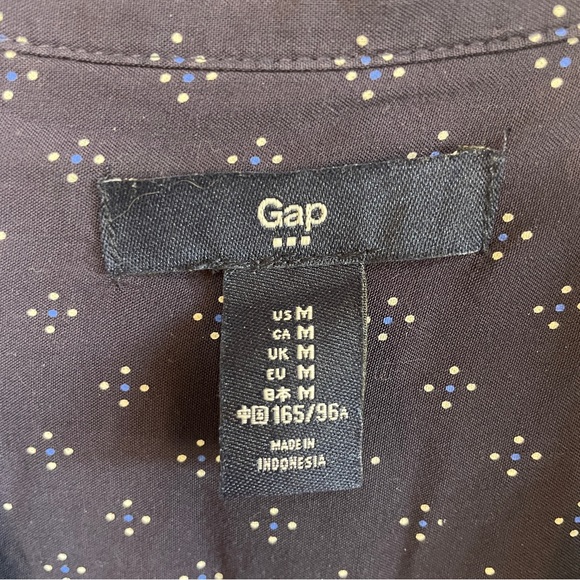 Gap
US M
CA M
UK M
EU M
日本 M
中国 165/96A
MADE IN
INDONESIA